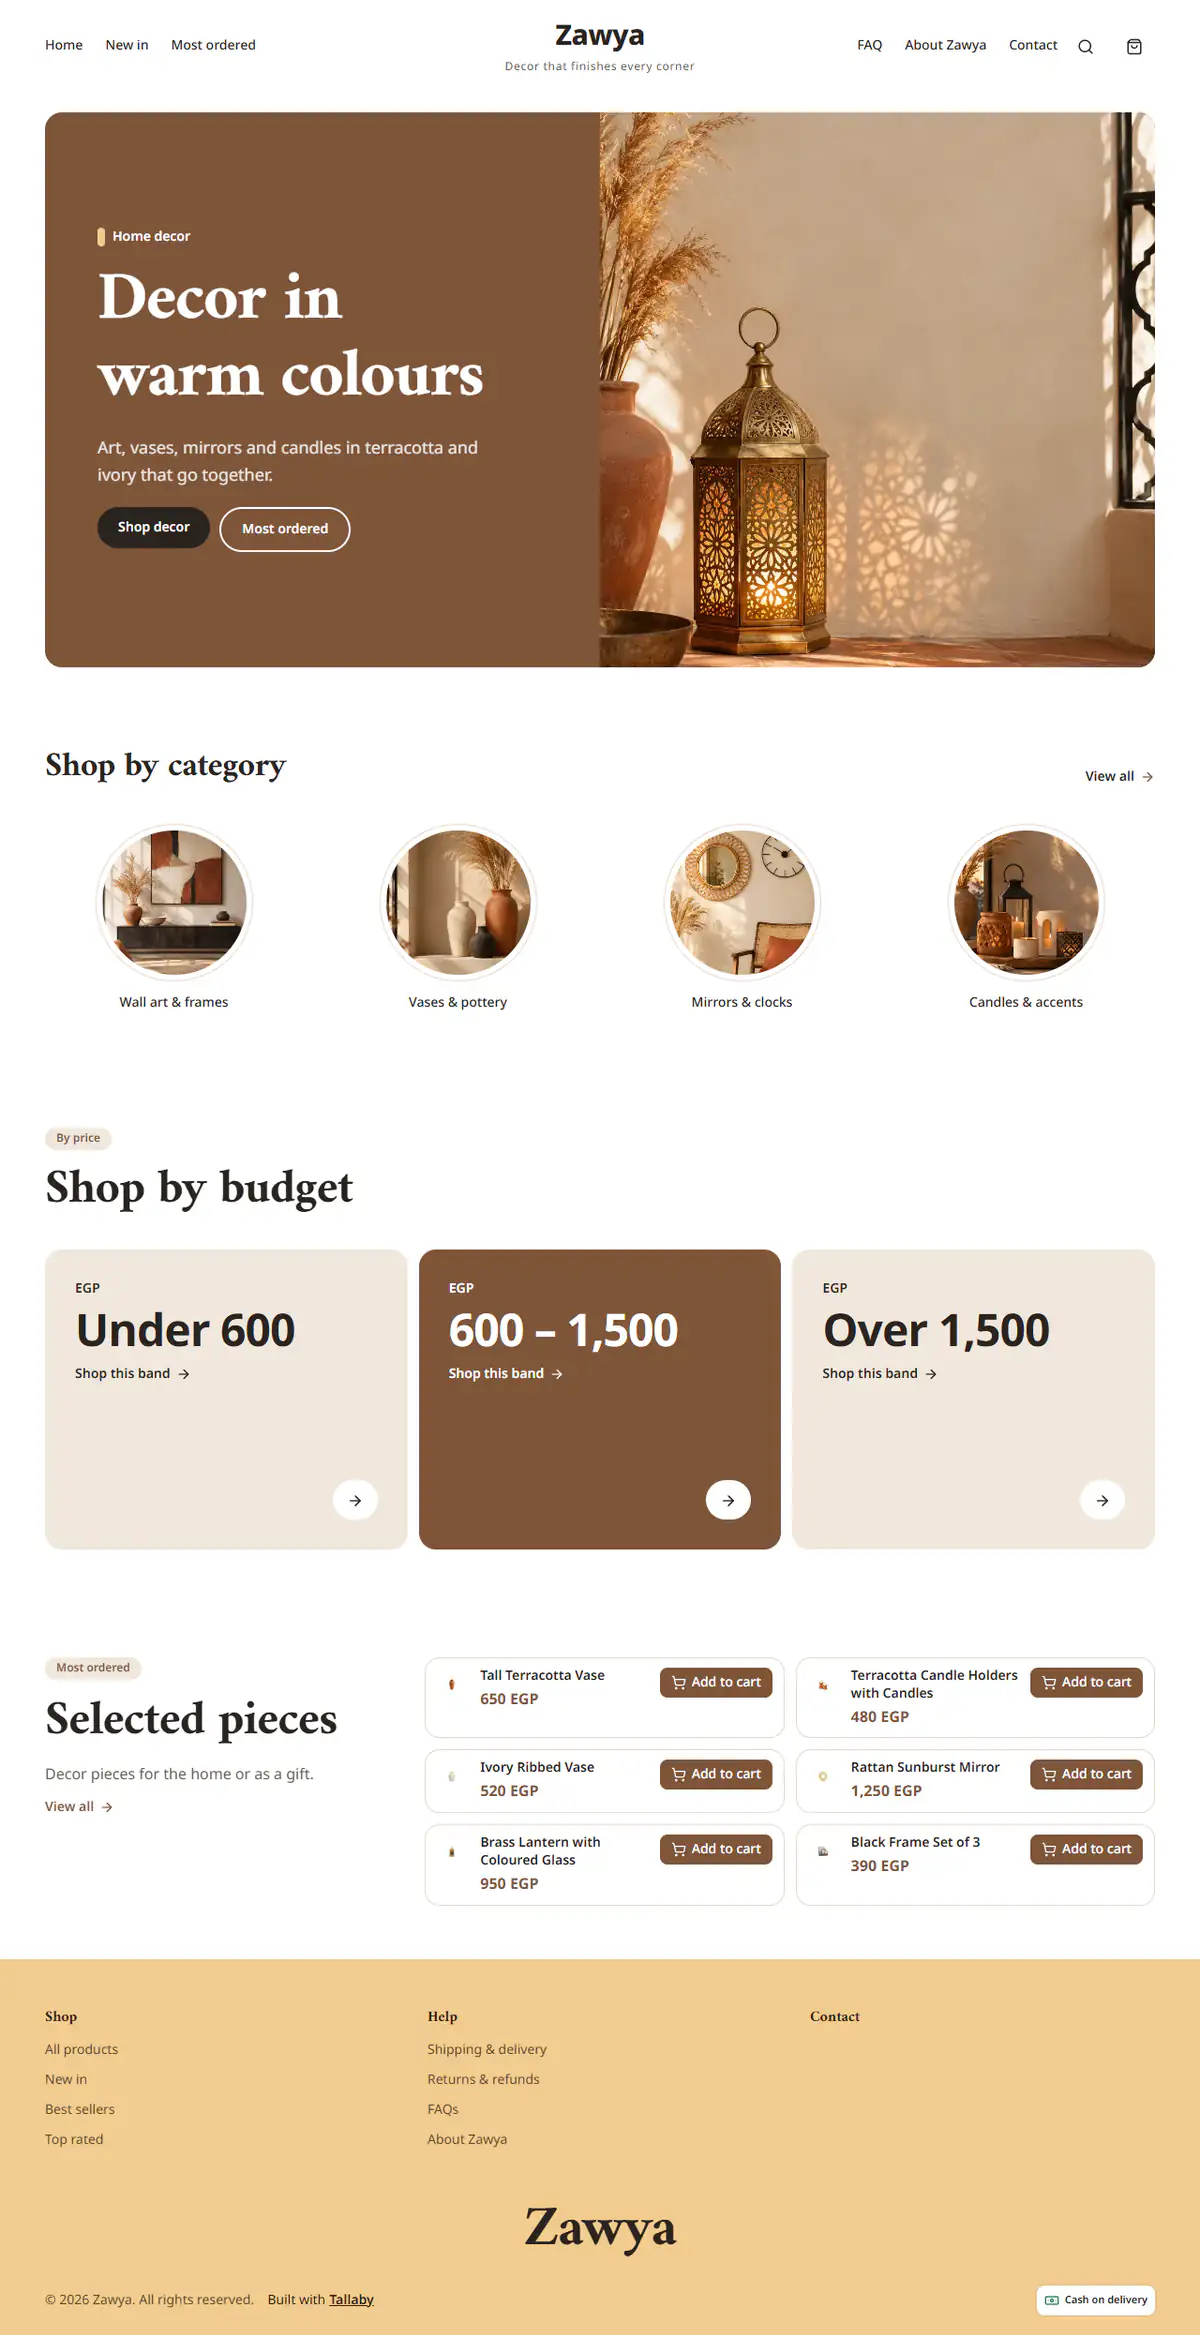 Home
New in
Most ordered
Zawya
Decor that finishes every corner
FAQ
About Zawya
Contact
Home decor
Decor in
warm colours
Art, vases, mirrors and candles in terracotta and
ivory that go together.
Shop decor
Most ordered
Shop by category
View all
Wall art & frames
Vases & pottery
Mirrors & clocks
Candles & accents
By price
Shop by budget
EGP
Under 600
Shop this band
EGP
600 – 1,500
Shop this band
EGP
Over 1,500
Shop this band
Most ordered
Selected pieces
Decor pieces for the home or as a gift.
View all
Tall Terracotta Vase
650 EGP
Add to cart
Terracotta Candle Holders
with Candles
480 EGP
Add to cart
Ivory Ribbed Vase
520 EGP
Add to cart
Rattan Sunburst Mirror
1,250 EGP
Add to cart
Brass Lantern with
Coloured Glass
950 EGP
Add to cart
Black Frame Set of 3
390 EGP
Add to cart
Shop
All products
New in
Best sellers
Top rated
Help
Shipping & delivery
Returns & refunds
FAQs
About Zawya
Contact
Zawya
© 2026 Zawya. All rights reserved.
Built with Tallaby
Cash on delivery